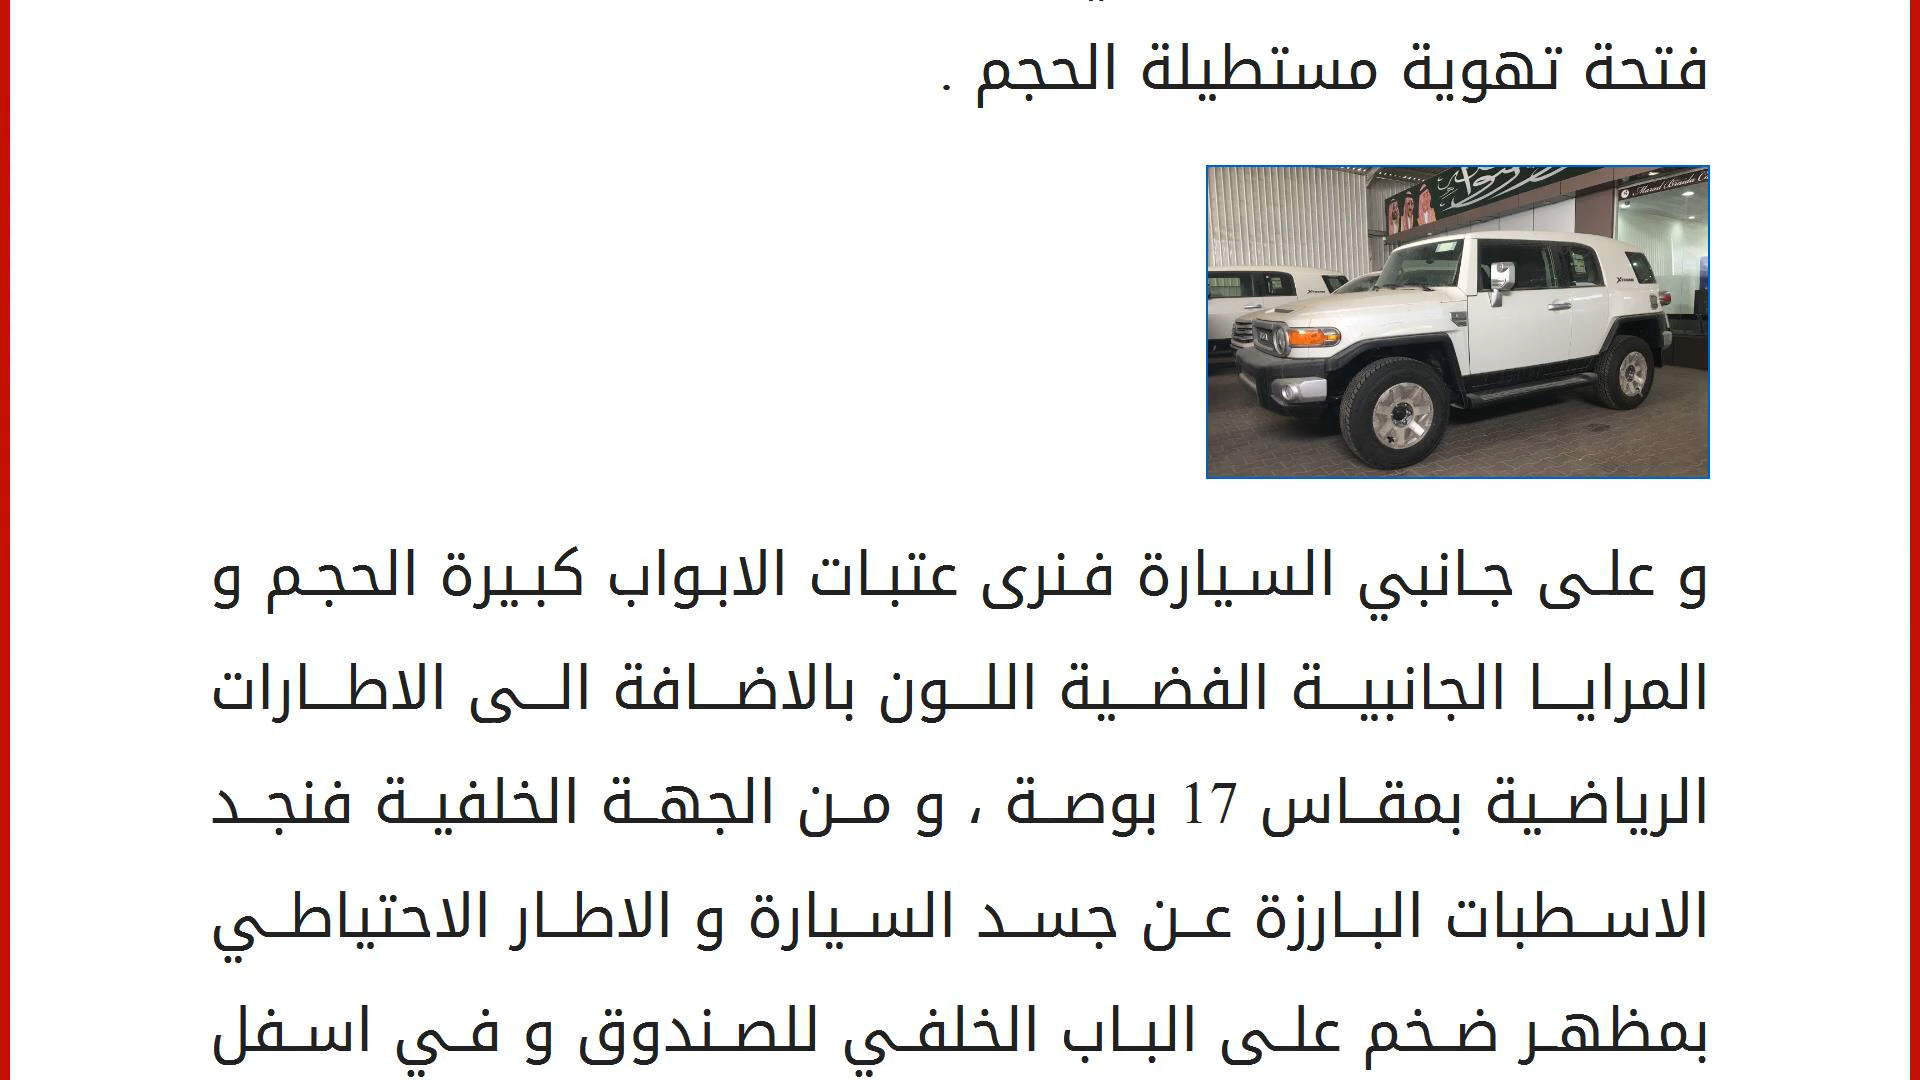 فتحة تهوية مستطيلة الحجم .
و على جانبي السيارة فنرى عتبات الابواب كبيرة الحجم و
المرايا الجانبية الفضية اللون بالاضافة الى الاطارات
الرياضية بمقاس 17 بوصة ، و من الجهة الخلفية فنجد
الاسطبات البارزة عن جسد السيارة و الاطار الاحتياطي
بمظهر ضخم على الباب الخلفي للصندوق و في اسفل